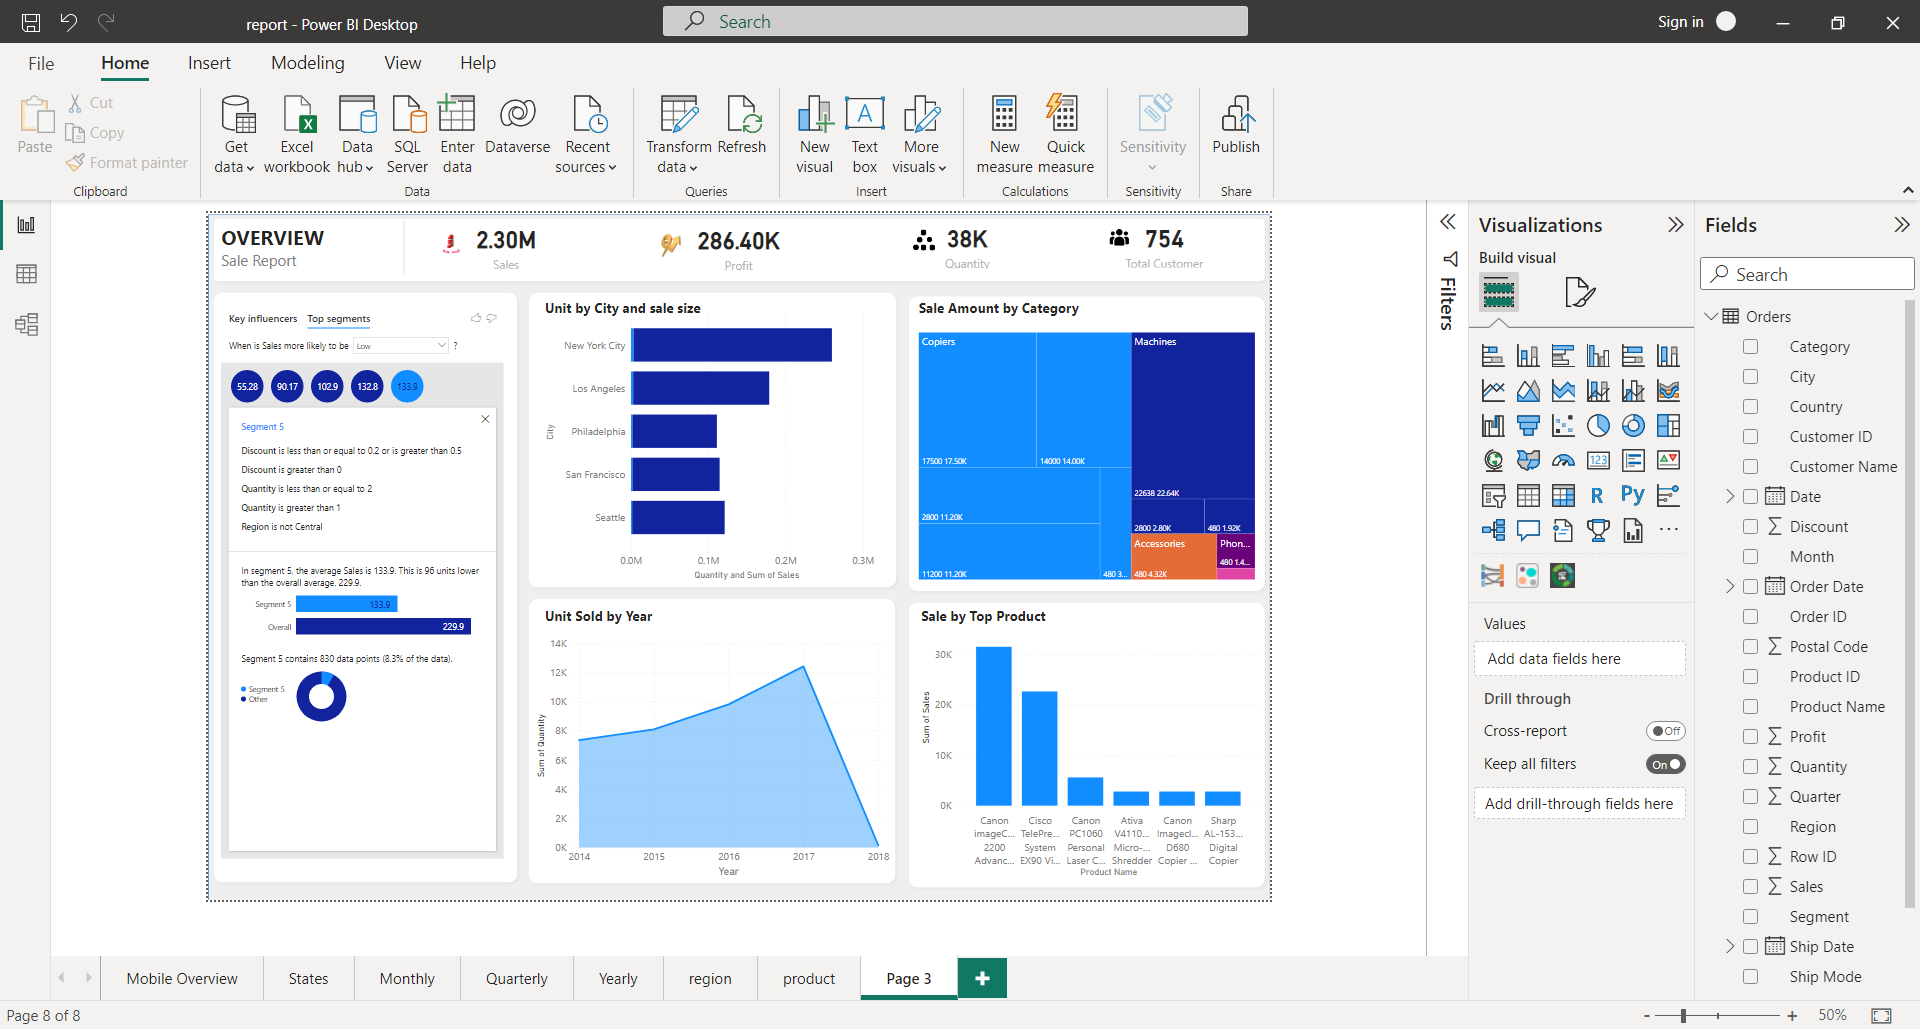 report - Power BI Desktop
Search
Sign in
File
Home
Insert
Modeling
View
Help
Paste
Cut
Copy
Format painter
Clipboard
Get data
Excel workbook
Data hub
SQL Server
Enter data
Dataverse
Recent sources
Data
Transform data
Refresh
Queries
New visual
Text box
More visuals
Insert
New measure
Quick measure
Calculations
Sensitivity
Sensitivity
Publish
Share
OVERVIEW
Sale Report
2.30M
Sales
286.40K
Profit
38K
Quantity
754
Total Customer
Key influencers
Top segments
When is Sales more likely to be
Low
?
55.28
90.17
102.9
132.8
133.9
Segment 5
Discount is less than or equal to 0.2 or is greater than 0.5
Discount is greater than 0
Quantity is less than or equal to 2
Quantity is greater than 1
Region is not Central
In segment 5, the average Sales is 133.9. This is 96 units lower
than the overall average, 229.9.
Segment 5
133.9
Overall
229.9
Segment 5 contains 830 data points (8.3% of the data).
Segment 5
Other
Unit by City and sale size
City
New York City
Los Angeles
Philadelphia
San Francisco
Seattle
0.0M
0.1M
0.2M
0.3M
Quantity and Sum of Sales
Sale Amount by Category
Copiers
17500 17.50K
14000 14.00K
2800 11.20K
11200 11.20K
480 3...
Machines
22638 22.64K
2800 2.80K
480 1.92K
Accessories
480 4.32K
Phon...
480 1.4...
Unit Sold by Year
Sum of Quantity
14K
12K
10K
8K
6K
4K
2K
0K
2014
2015
2016
2017
2018
Year
Sale by Top Product
Sum of Sales
30K
20K
10K
0K
Canon
imageC...
2200
Advanc...
Cisco
TelePre...
System
EX90 Vi...
Canon
PC1060
Personal
Laser C...
Ativa
V4110...
Micro-...
Shredder
Canon
Imagecl...
D680
Copier ...
Sharp
AL-153...
Digital
Copier
Product Name
Filters
Visualizations
Build visual
123
R
Py
Values
Add data fields here
Drill through
Cross-report
Off
Keep all filters
On
Add drill-through fields here
Fields
Search
Orders
Category
City
Country
Customer ID
Customer Name
Date
Discount
Month
Order Date
Order ID
Postal Code
Product ID
Product Name
Profit
Quantity
Quarter
Region
Row ID
Sales
Segment
Ship Date
Ship Mode
Mobile Overview
States
Monthly
Quarterly
Yearly
region
product
Page 3
Page 8 of 8
50%